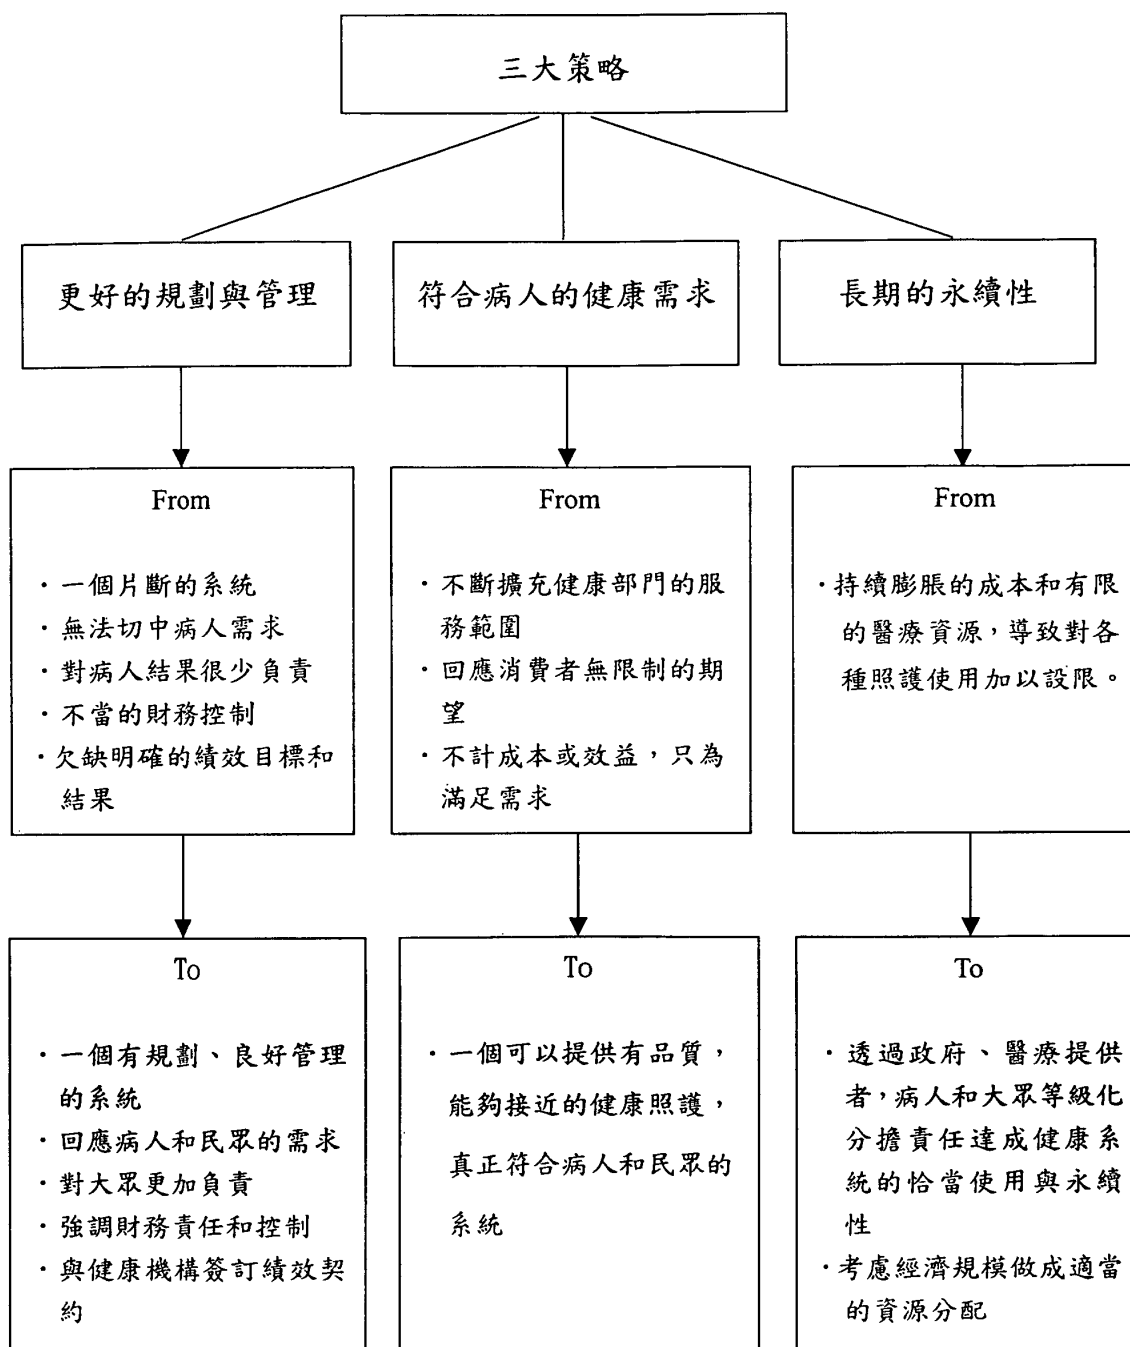 三大策略
更好的規劃與管理
符合病人的健康需求
長期的永續性
From
・一個片斷的系統
・無法切中病人需求
・對病人結果很少負責
・不當的財務控制
・欠缺明確的績效目標和
結果
From
・不斷擴充健康部門的服
務範圍
・回應消費者無限制的期
望
・不計成本或效益，只為
滿足需求
From
・持續膨脹的成本和有限
的醫療資源，導致對各
種照護使用加以設限。
To
・一個有規劃、良好管理
的系統
・回應病人和民眾的需求
・對大眾更加負責
・強調財務責任和控制
・與健康機構簽訂績效契
約
To
・一個可以提供有品質，
能夠接近的健康照護，
真正符合病人和民眾的
系統
To
・透過政府、醫療提供
者，病人和大眾等級化
分擔責任達成健康系
統的恰當使用與永續
性
・考慮經濟規模做成適當
的資源分配